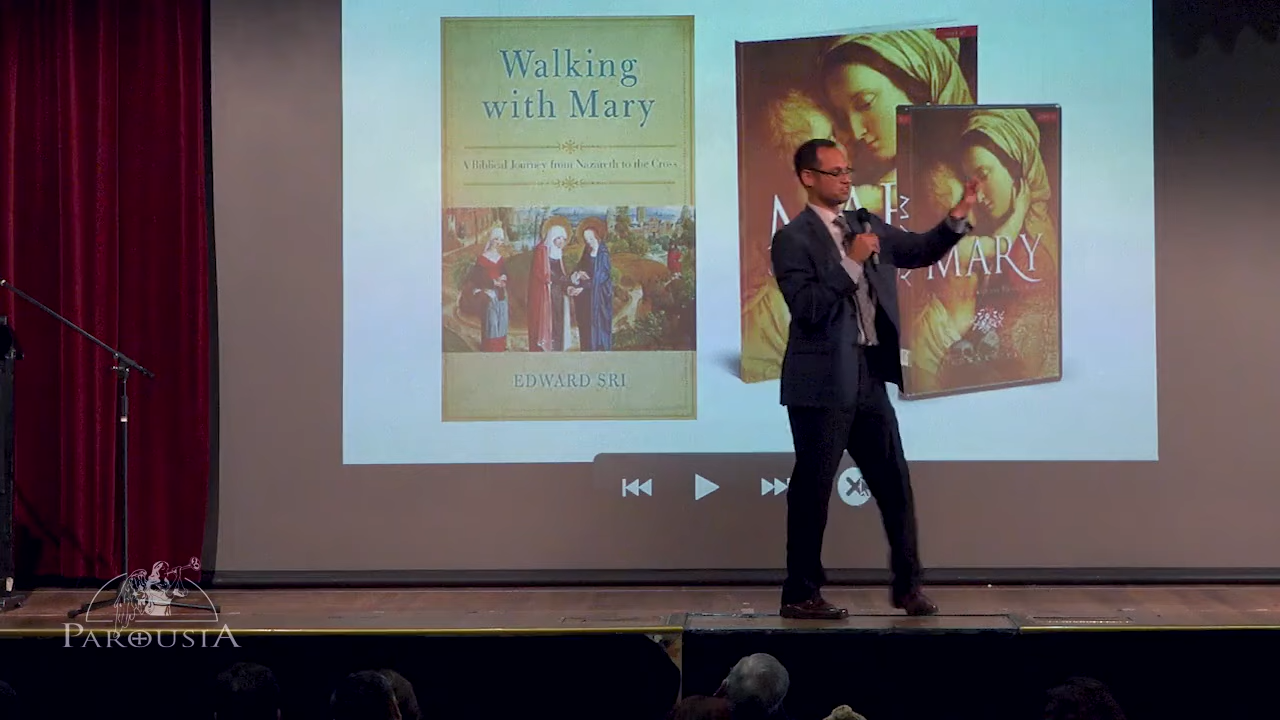 Walking
with Mary
A Biblical Journey from Nazareth to the Cross
EDWARD SRI
MARY
PAROUSIA